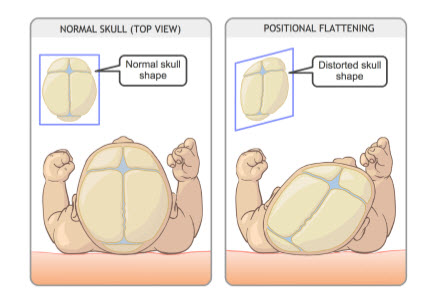 NORMAL SKULL (TOP VIEW)
Normal skull
shape
POSITIONAL FLATTENING
Distorted skull
shape